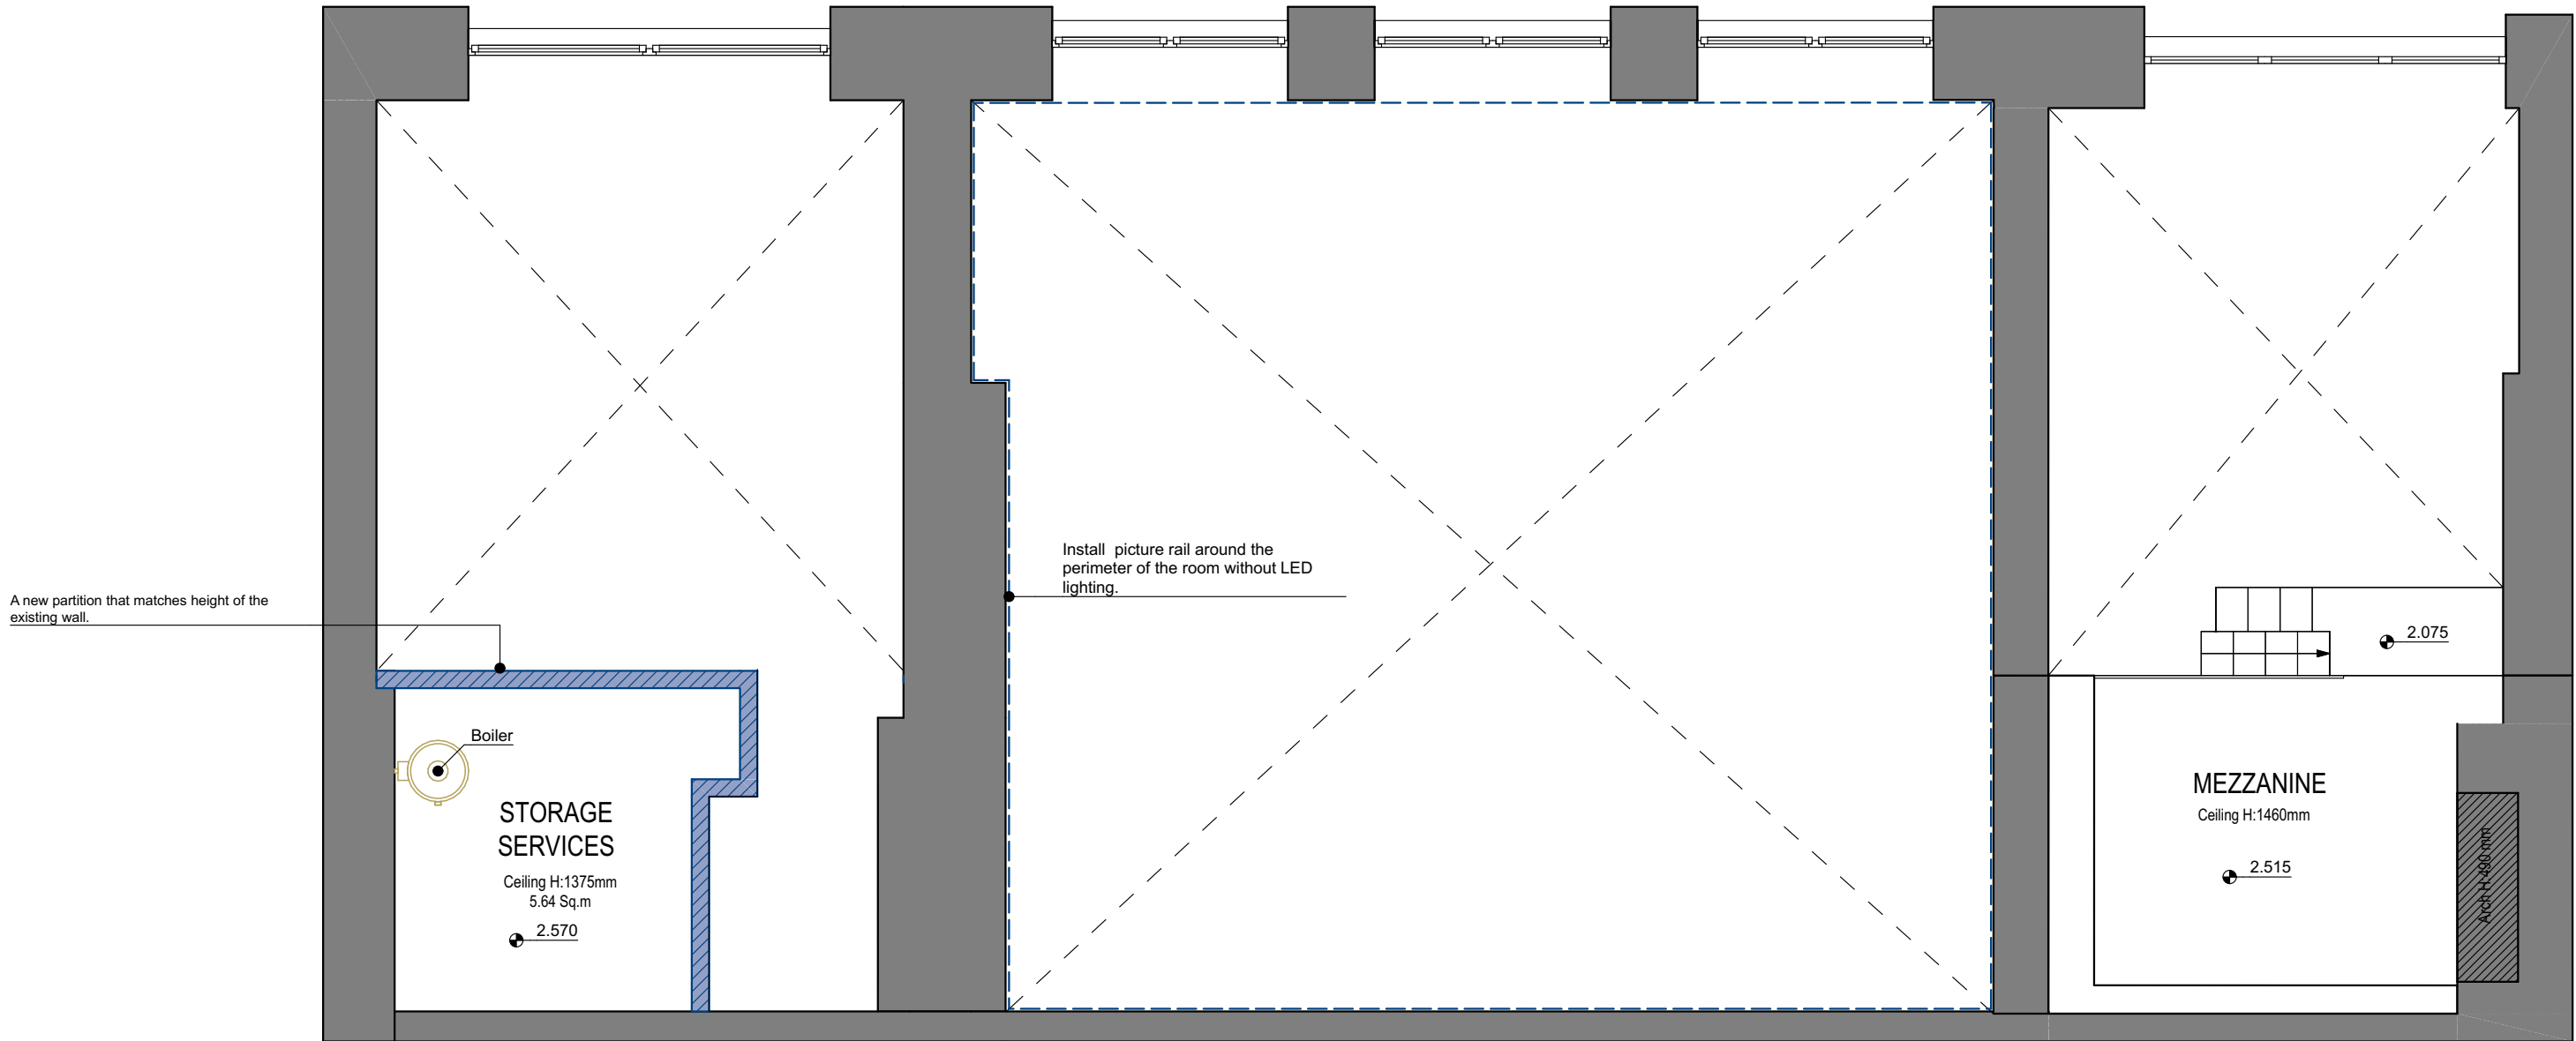 Install picture rail around the
perimeter of the room without LED
lighting.
A new partition that matches height of the
existing wall.
2.075
Boiler
STORAGE
SERVICES
Ceiling H:1375mm
5.64 Sq.m
2.570
MEZZANINE
Ceiling H:1460mm
2.515
Arch H:490 mm